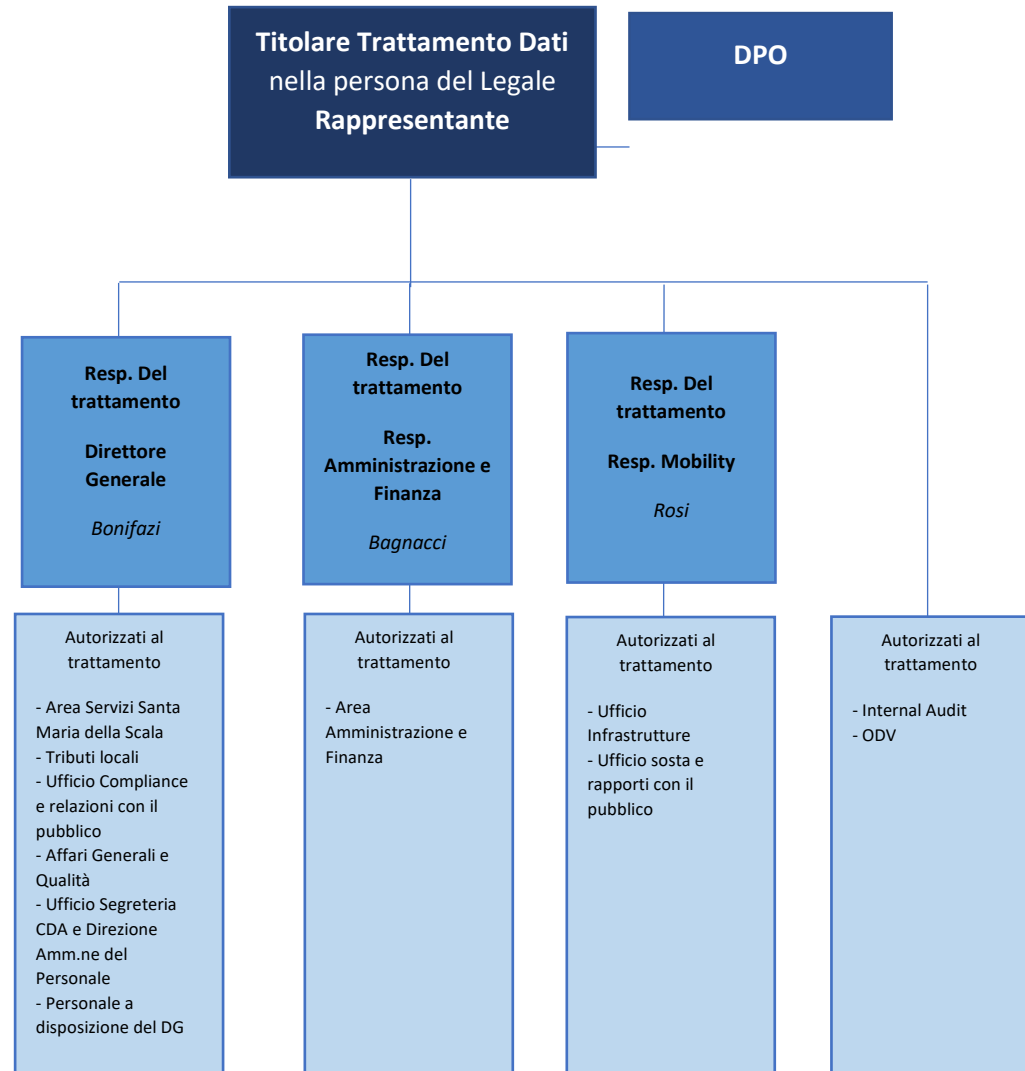 Titolare Trattamento Dati
nella persona del Legale
Rappresentante
DPO
Resp. Del
trattamento
Direttore
Generale
Bonifazi
Resp. Del
trattamento
Resp.
Amministrazione e
Finanza
Bagnacci
Resp. Del
trattamento
Resp. Mobility
Rosi
Autorizzati al
trattamento
- Area Servizi Santa
Maria della Scala
- Tributi locali
- Ufficio Compliance
e relazioni con il
pubblico
- Affari Generali e
Qualità
- Ufficio Segreteria
CDA e Direzione
Amm.ne del
Personale
- Personale a
disposizione del DG
Autorizzati al
trattamento
- Area
Amministrazione e
Finanza
Autorizzati al
trattamento
- Ufficio
Infrastrutture
- Ufficio sosta e
rapporti con il
pubblico
Autorizzati al
trattamento
- Internal Audit
- ODV